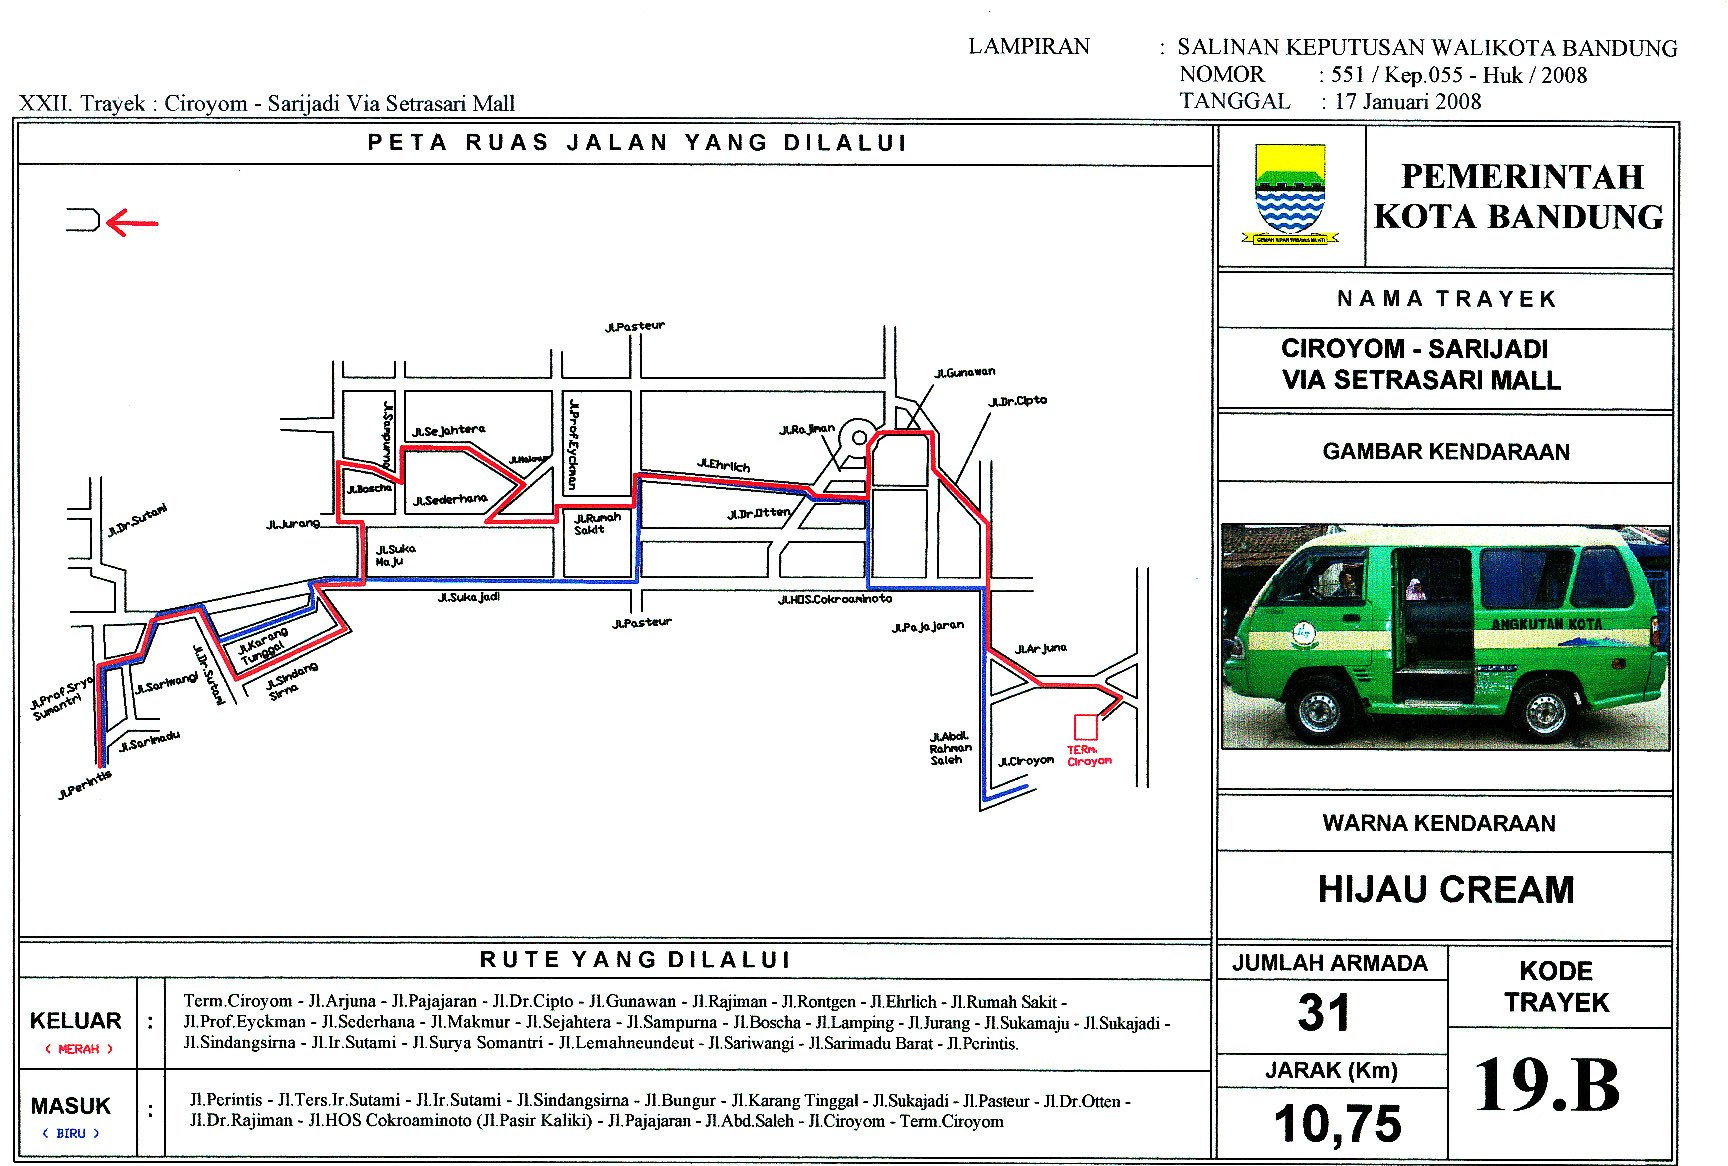 LAMPIRAN : SALINAN KEPUTUSAN WALIKOTA BANDUNG
NOMOR : 551 / Kep.055 - Huk / 2008
TANGGAL : 17 Januari 2008
XXII. Trayek : Ciroyom - Sarijadi Via Setrasari Mall
PETA RUAS JALAN YANG DILALUI
Jl.Pasteur
Jl.Gunawan
Jl.Dr.Cipto
Jl.Sampurna
Jl.Sejahtera
Jl.Prof.Eyckman
Jl.Rajiman
Jl.Makmur
Jl.Ehrlich
Jl.Boscha
Jl.Sederhana
Jl.Dr.Sutami
Jl.Jurang
Jl.Rumah
Sakit
Jl.Dr.Otten
Jl.Suka
Maju
Jl.Sukajadi
Jl.HOS.Cokroaminoto
Jl.Pasteur
Jl.Pajajaran
Jl.Karang
Tunggal
Jl.Arjuna
Jl.Dr.Sutami
Jl.Sindang
Sirna
Jl.Sariwangi
Jl.Prof.Srya
Sumantri
Jl.Sarimadu
Jl.Perintis
Jl.Abdl.
Rahman
Saleh
Jl.Ciroyom
TERM.
Ciroyom
PEMERINTAH
KOTA BANDUNG
NAMA TRAYEK
CIROYOM - SARIJADI
VIA SETRASARI MALL
GAMBAR KENDARAAN
ANGKUTAN KOTA
WARNA KENDARAAN
HIJAU CREAM
JUMLAH ARMADA
31
JARAK (Km)
10,75
KODE
TRAYEK
19.B
RUTE YANG DILALUI
KELUAR :
( MERAH )
Term.Ciroyom - Jl.Arjuna - Jl.Pajajaran - Jl.Dr.Cipto - Jl.Gunawan - Jl.Rajiman - Jl.Rontgen - Jl.Ehrlich - Jl.Rumah Sakit -
Jl.Prof.Eyckman - Jl.Sederhana - Jl.Makmur - Jl.Sejahtera - Jl.Sampurna - Jl.Boscha - Jl.Lamping - Jl.Jurang - Jl.Sukamaju - Jl.Sukajadi -
Jl.Sindangsirna - Jl.Ir.Sutami - Jl.Surya Somantri - Jl.Lemahneundeut - Jl.Sariwangi - Jl.Sarimadu Barat - Jl.Perintis.
MASUK :
( BIRU )
Jl.Perintis - Jl.Ters.Ir.Sutami - Jl.Ir.Sutami - Jl.Sindangsirna - Jl.Bungur - Jl.Karang Tinggal - Jl.Sukajadi - Jl.Pasteur - Jl.Dr.Otten -
Jl.Dr.Rajiman - Jl.HOS Cokroaminoto (Jl.Pasir Kaliki) - Jl.Pajajaran - Jl.Abd.Saleh - Jl.Ciroyom - Term.Ciroyom